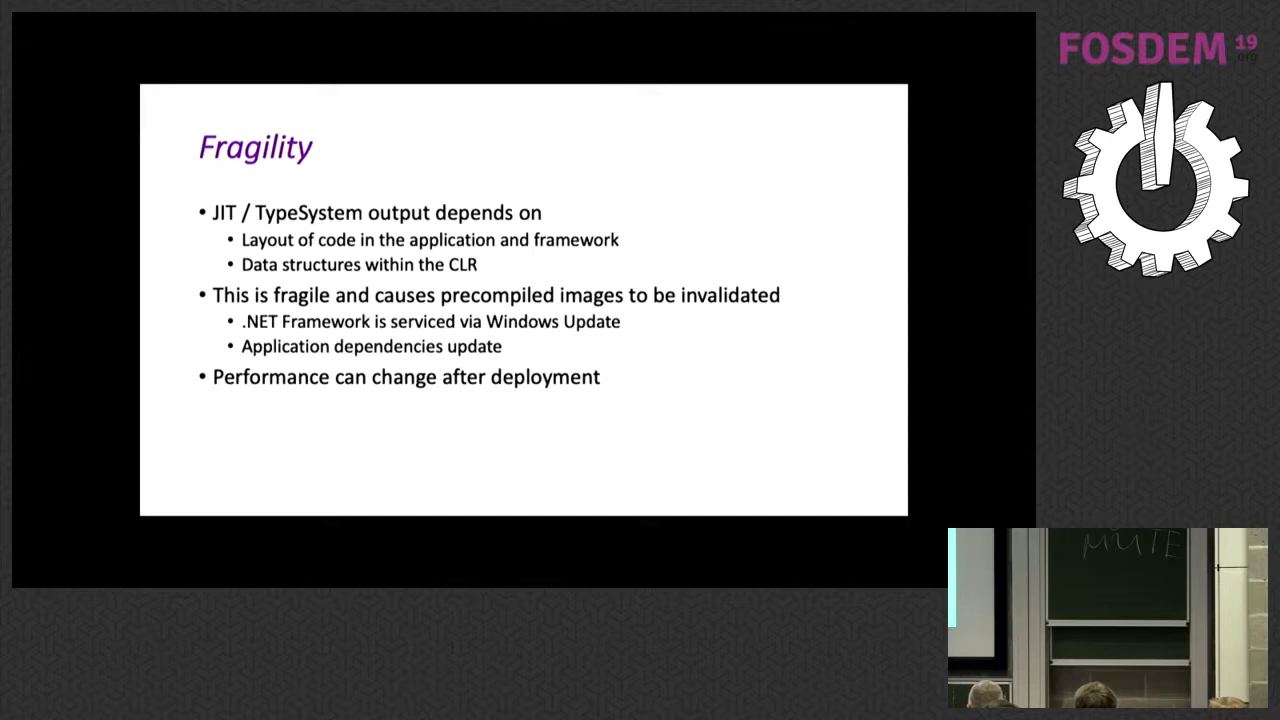 FOSDEM 19
.org
Fragility
• JIT / TypeSystem output depends on
• Layout of code in the application and framework
• Data structures within the CLR
• This is fragile and causes precompiled images to be invalidated
• .NET Framework is serviced via Windows Update
• Application dependencies update
• Performance can change after deployment
MUTE